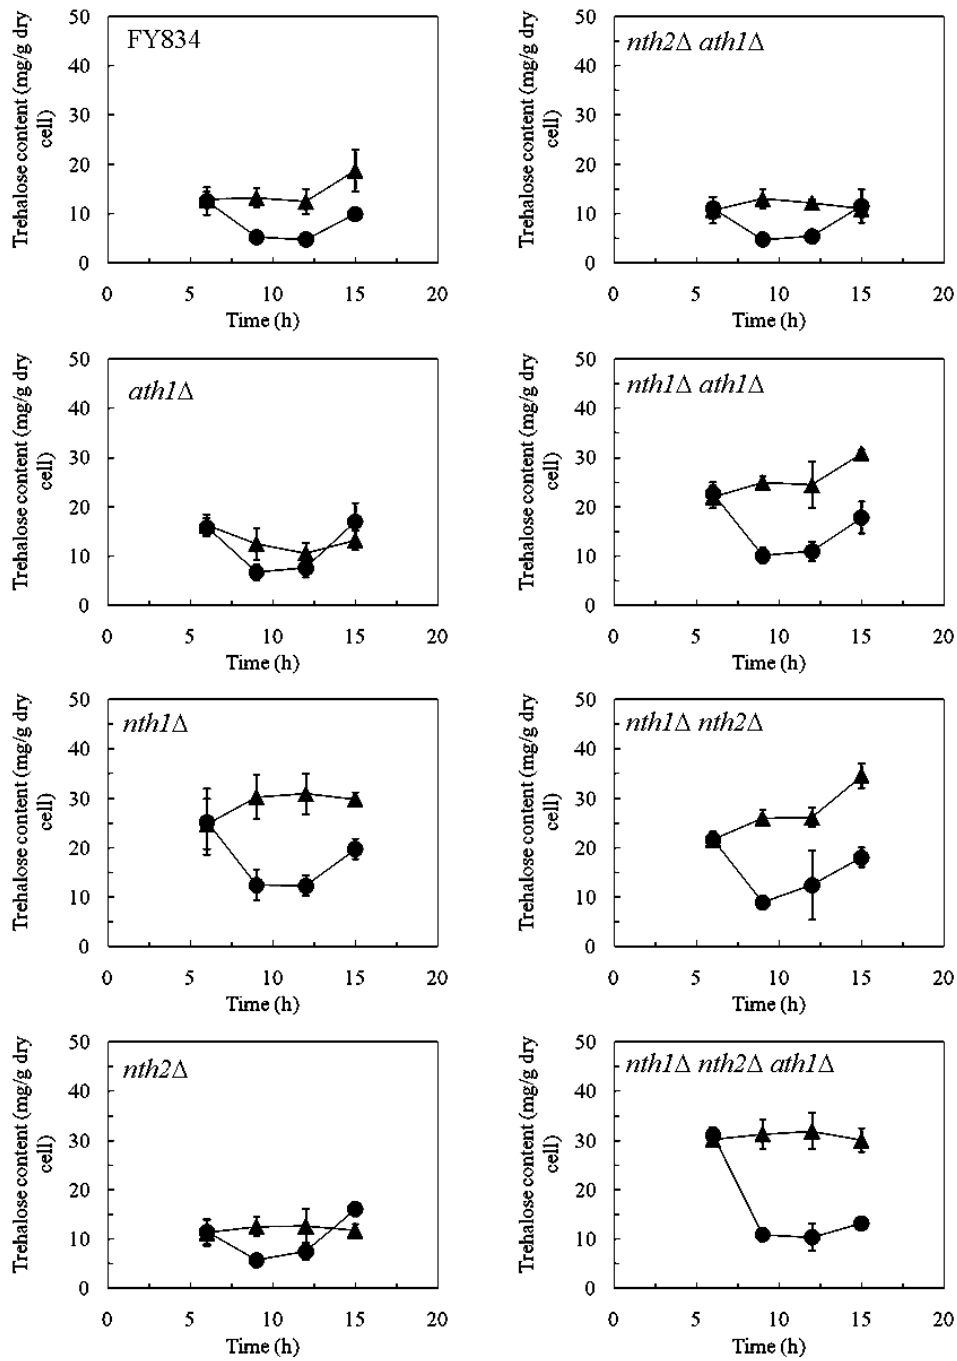 FY834
50
40
30
20
10
0
0 5 10 15 20
Time (h)
Trehalose content (mg/g dry
cell)
nth2Δ ath1Δ
50
40
30
20
10
0
0 5 10 15 20
Time (h)
Trehalose content (mg/g dry
cell)
ath1Δ
50
40
30
20
10
0
0 5 10 15 20
Time (h)
Trehalose content (mg/g dry
cell)
nth1Δ ath1Δ
50
40
30
20
10
0
0 5 10 15 20
Time (h)
Trehalose content (mg/g dry
cell)
nth1Δ
50
40
30
20
10
0
0 5 10 15 20
Time (h)
Trehalose content (mg/g dry
cell)
nth1Δ nth2Δ
50
40
30
20
10
0
0 5 10 15 20
Time (h)
Trehalose content (mg/g dry
cell)
nth2Δ
50
40
30
20
10
0
0 5 10 15 20
Time (h)
Trehalose content (mg/g dry
cell)
nth1Δ nth2Δ ath1Δ
50
40
30
20
10
0
0 5 10 15 20
Time (h)
Trehalose content (mg/g dry
cell)